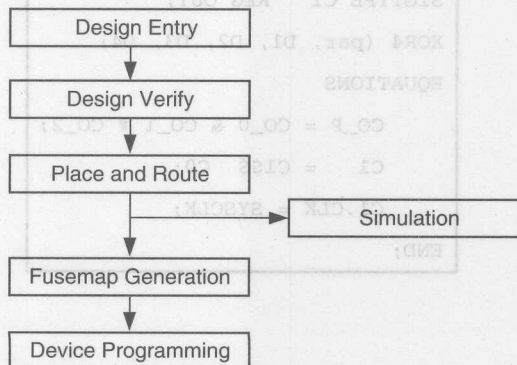 Design Entry
Design Verify
Place and Route
Simulation
Fusemap Generation
Device Programming